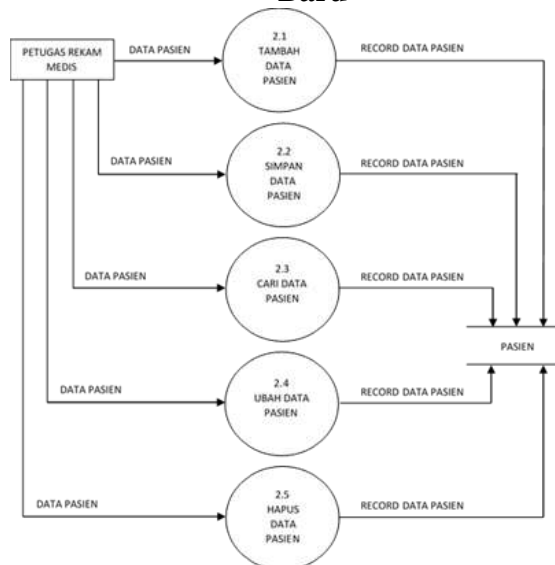 Baru
PETUGAS REKAM
MEDIS
DATA PASIEN
2.1
TAMBAH
DATA
PASIEN
RECORD DATA PASIEN
DATA PASIEN
2.2
SIMPAN
DATA
PASIEN
RECORD DATA PASIEN
DATA PASIEN
2.3
CARI DATA
PASIEN
RECORD DATA PASIEN
PASIEN
DATA PASIEN
2.4
UBAH DATA
PASIEN
RECORD DATA PASIEN
DATA PASIEN
2.5
HAPUS
DATA
PASIEN
RECORD DATA PASIEN